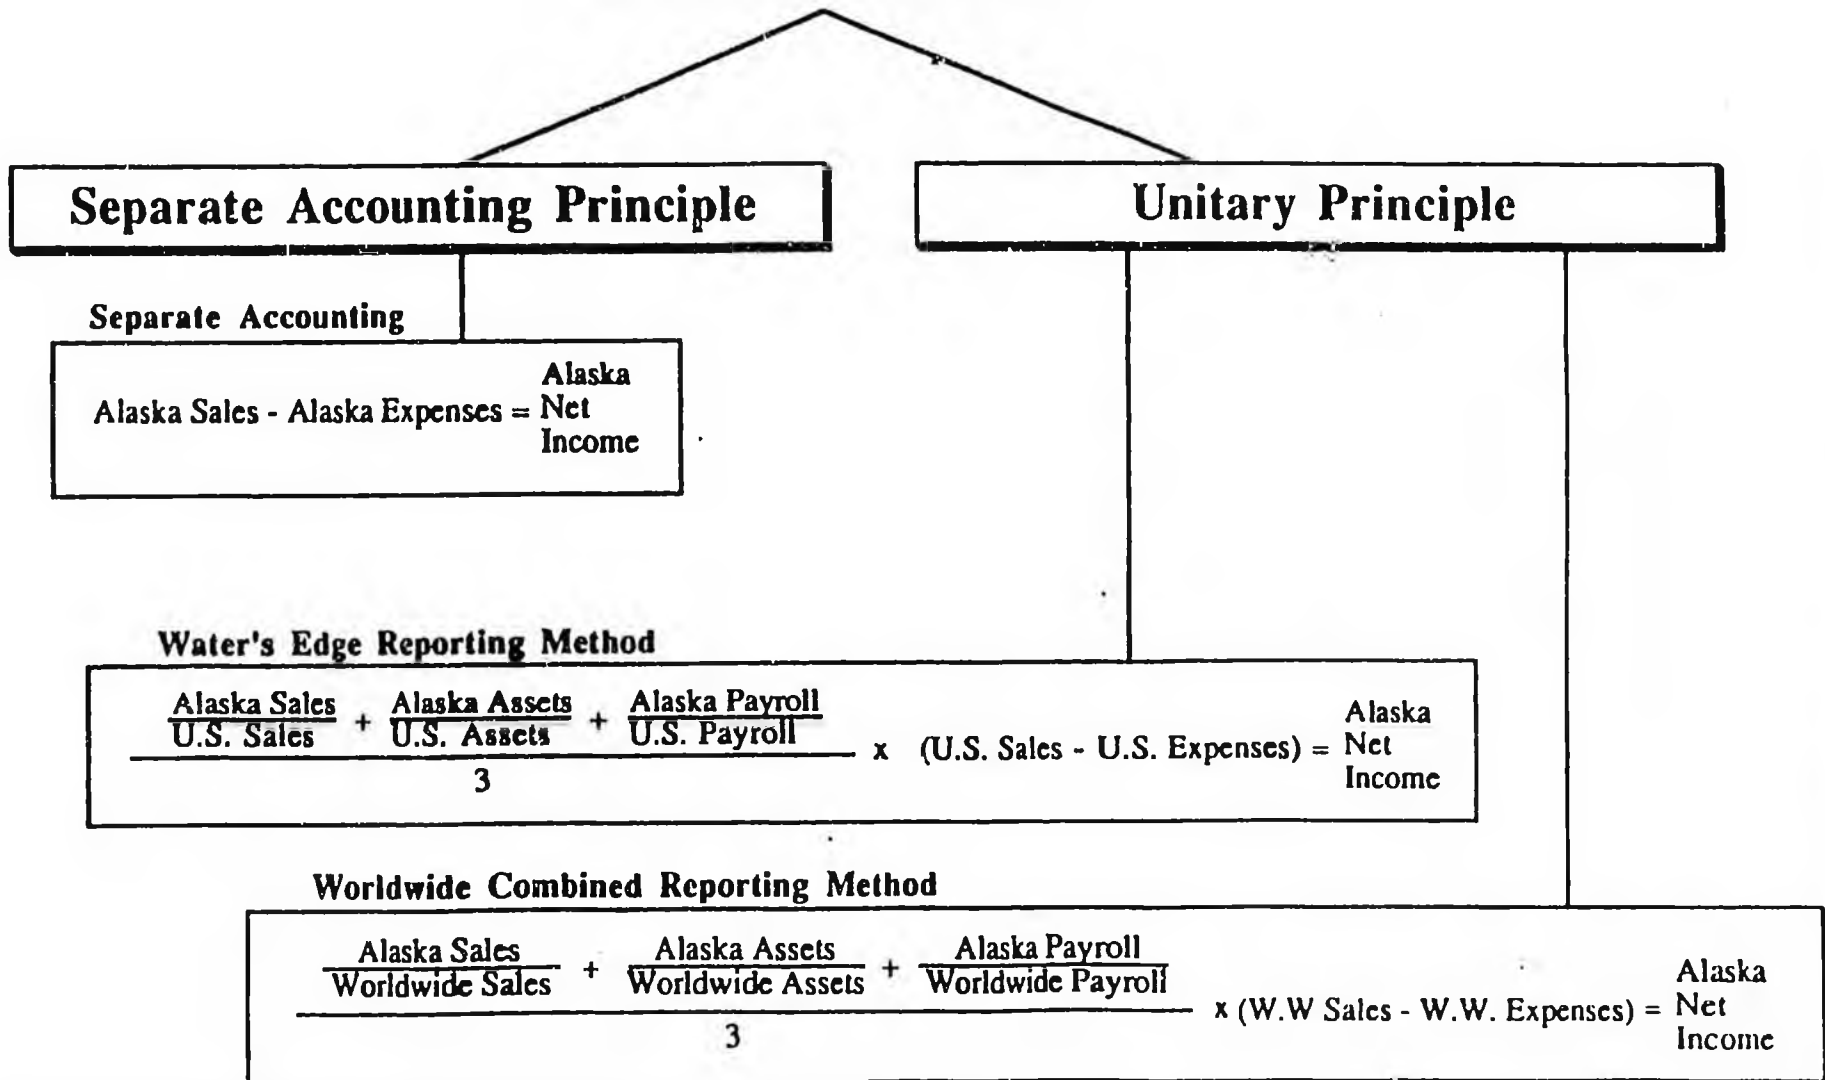 Separate Accounting Principle
Unitary Principle
Separate Accounting
Alaska Sales - Alaska Expenses = Alaska Net Income
Water's Edge Reporting Method
Alaska Sales + Alaska Assets + Alaska Payroll
U.S. Sales U.S. Assets U.S. Payroll
3
x (U.S. Sales - U.S. Expenses) = Alaska Net Income
Worldwide Combined Reporting Method
Alaska Sales + Alaska Assets + Alaska Payroll
Worldwide Sales Worldwide Assets Worldwide Payroll
3
x (W.W Sales - W.W. Expenses) = Alaska Net Income